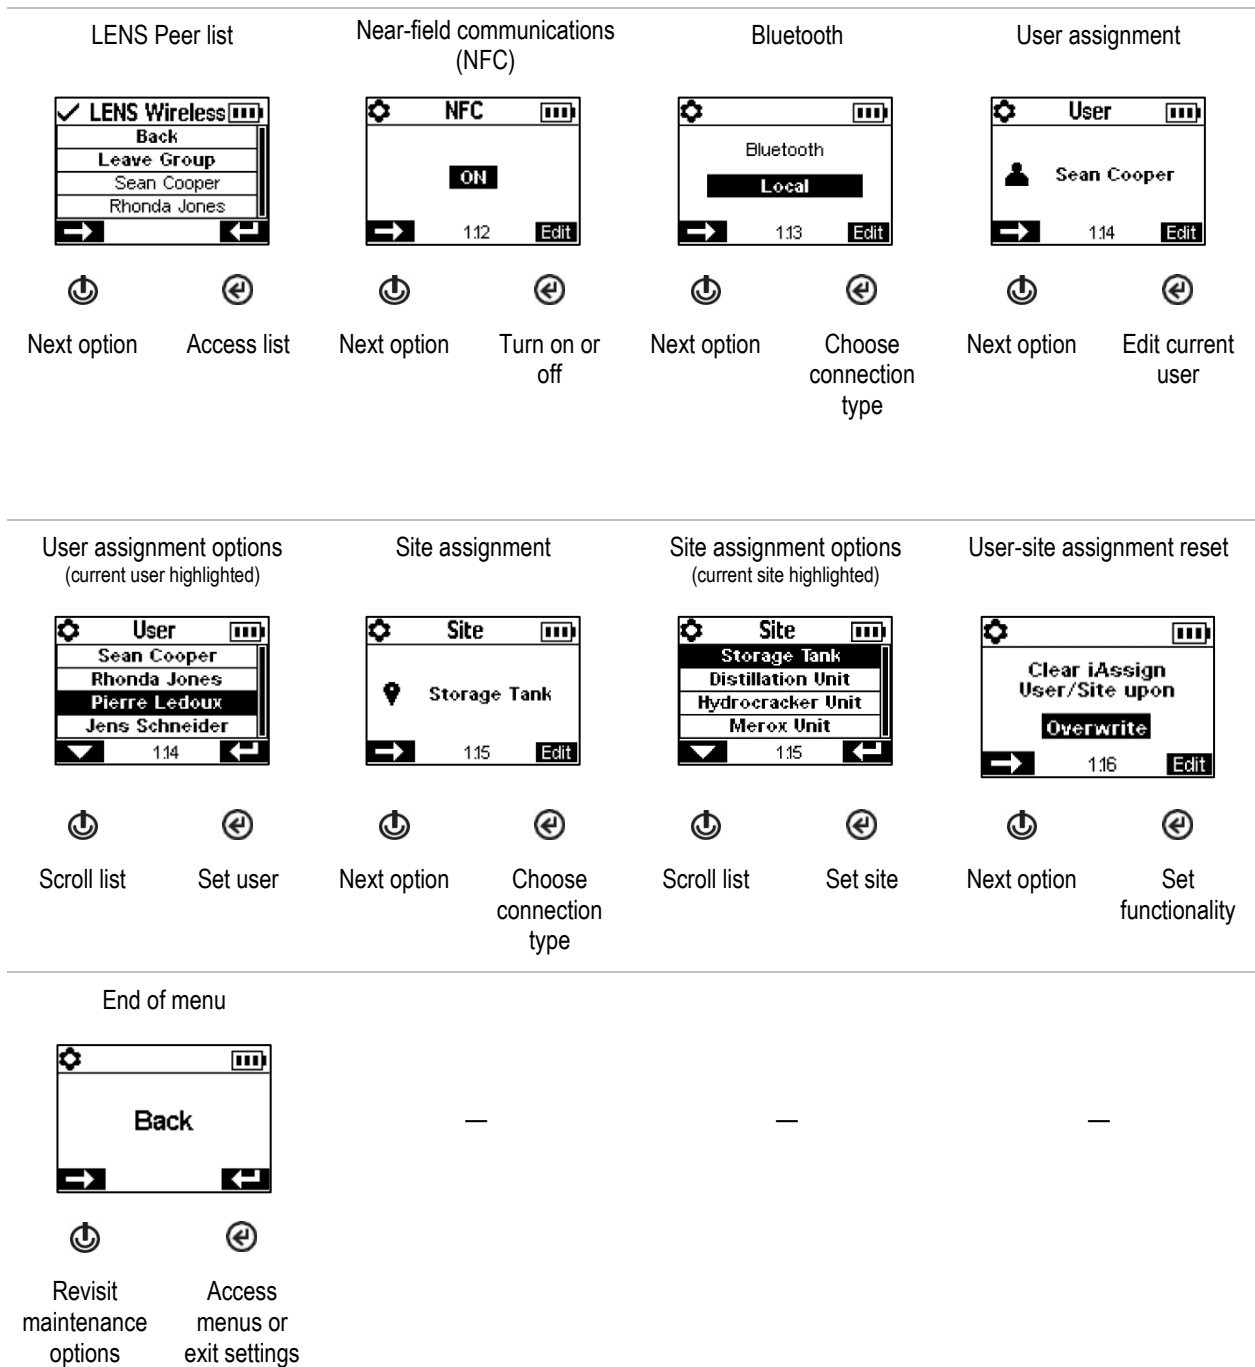 LENS Peer list
Near-field communications
(NFC)
Bluetooth
User assignment
LENS Wireless
Back
Leave Group
Sean Cooper
Rhonda Jones
NFC
ON
1.12
Edit
Bluetooth
Local
1.13
Edit
User
Sean Cooper
1.14
Edit
Next option
Access list
Next option
Turn on or
off
Next option
Choose
connection
type
Next option
Edit current
user
User assignment options
(current user highlighted)
Site assignment
Site assignment options
(current site highlighted)
User-site assignment reset
User
Sean Cooper
Rhonda Jones
Pierre Ledoux
Jens Schneider
1.14
Site
Storage Tank
1.15
Edit
Site
Storage Tank
Distillation Unit
Hydrocracker Unit
Merox Unit
1.15
Clear iAssign
User/Site upon
Overwrite
1.16
Edit
Scroll list
Set user
Next option
Choose
connection
type
Scroll list
Set site
Next option
Set
functionality
End of menu
Back
—
—
—
Revisit
maintenance
options
Access
menus or
exit settings